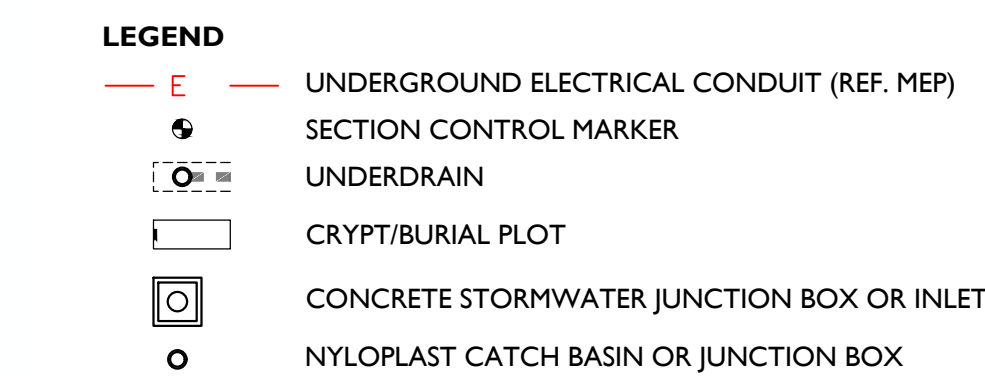 LEGEND
E UNDERGROUND ELECTRICAL CONDUIT (REF. MEP)
SECTION CONTROL MARKER
UNDERDRAIN
CRYPT/BURIAL PLOT
CONCRETE STORMWATER JUNCTION BOX OR INLET
NYLOPLAST CATCH BASIN OR JUNCTION BOX